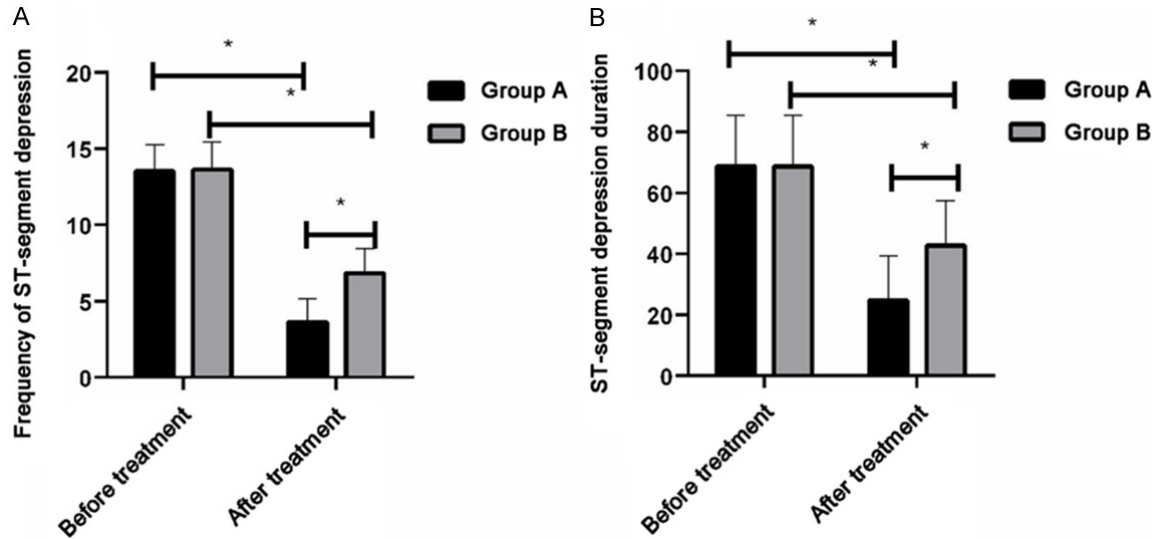 A
Frequency of ST-segment depression
20
15
10
5
0
*
*
*
Group A
Group B
Before treatment
After treatment
B
ST-segment depression duration
100
80
60
40
20
0
*
*
*
Group A
Group B
Before treatment
After treatment